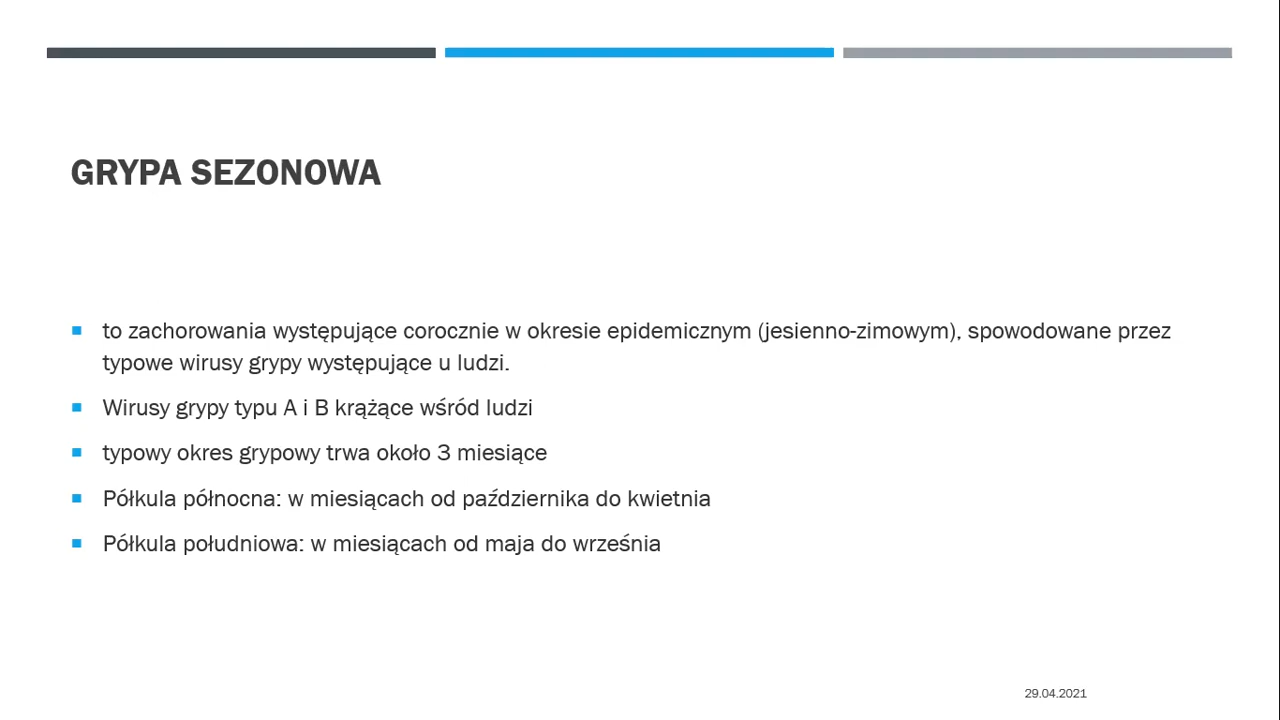 GRYPA SEZONOWA
to zachorowania występujące corocznie w okresie epidemicznym (jesienno-zimowym), spowodowane przez
typowe wirusy grypy występujące u ludzi.
Wirusy grypy typu A i B krążące wśród ludzi
typowy okres grypowy trwa około 3 miesiące
Półkula północna: w miesiącach od października do kwietnia
Półkula południowa: w miesiącach od maja do września
29.04.2021